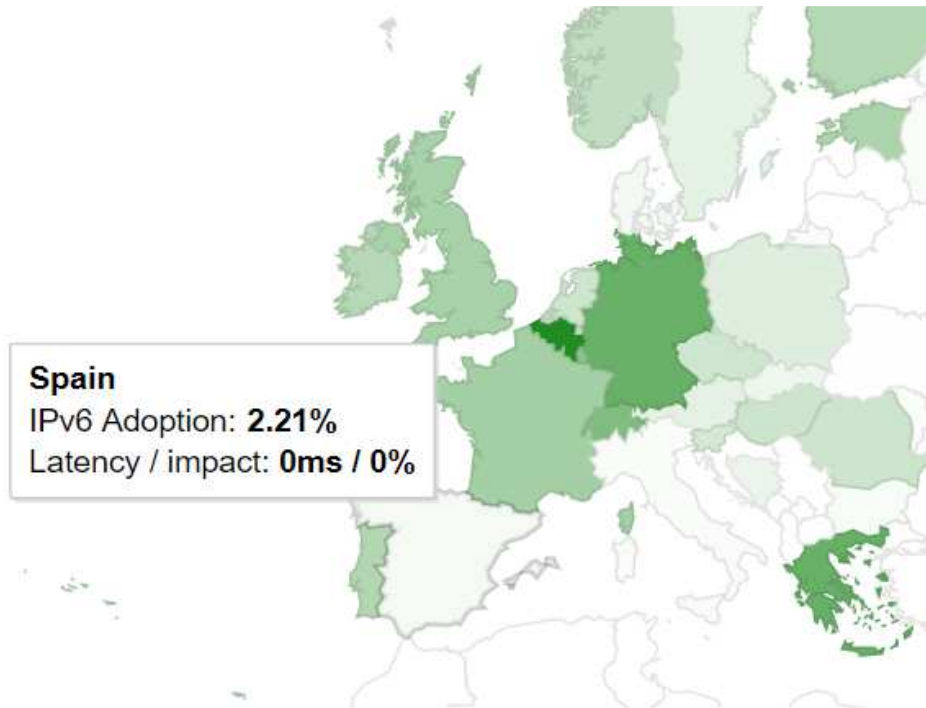 Spain
IPv6 Adoption: 2.21%
Latency / impact: 0ms / 0%